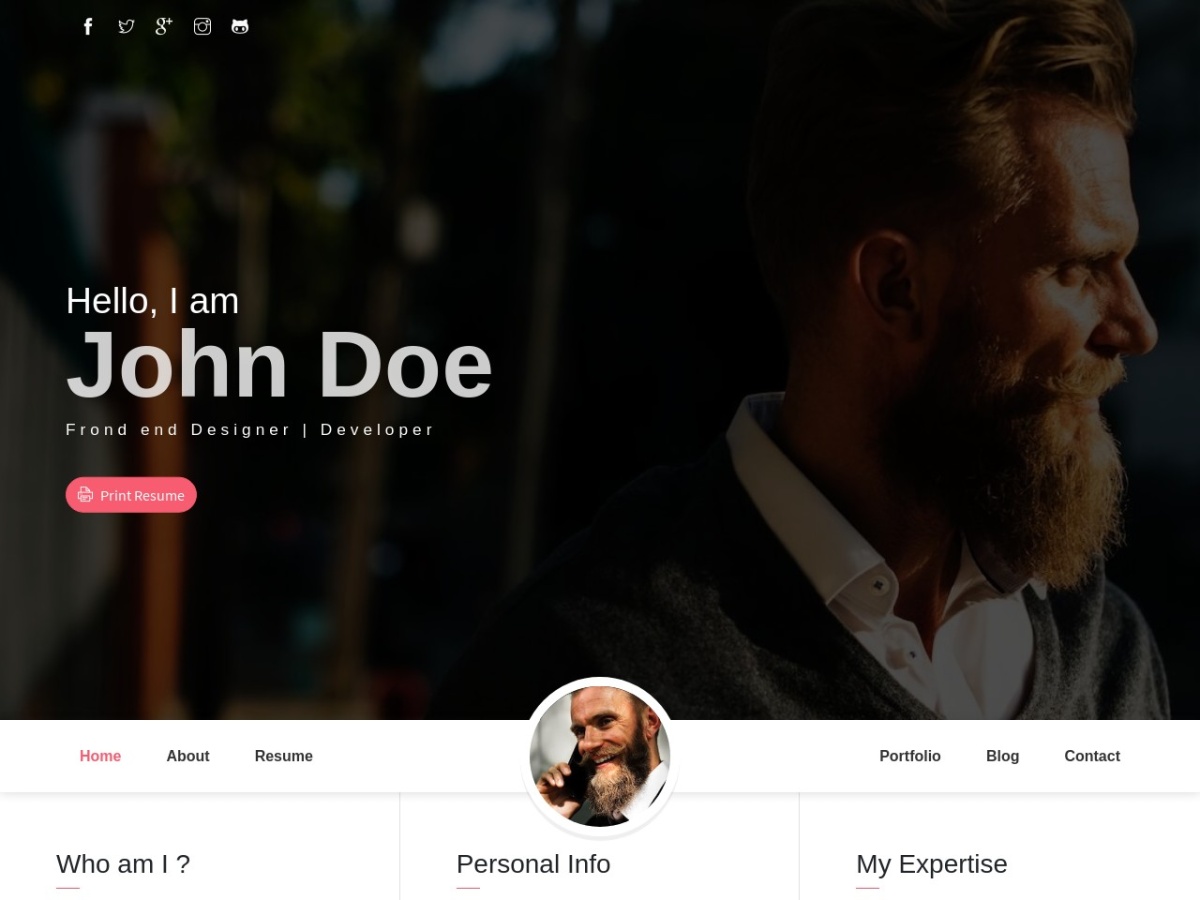 Hello, I am
John Doe
Frond end Designer | Developer
Print Resume
Home About Resume Portfolio Blog Contact
Who am I ?
Personal Info
My Expertise